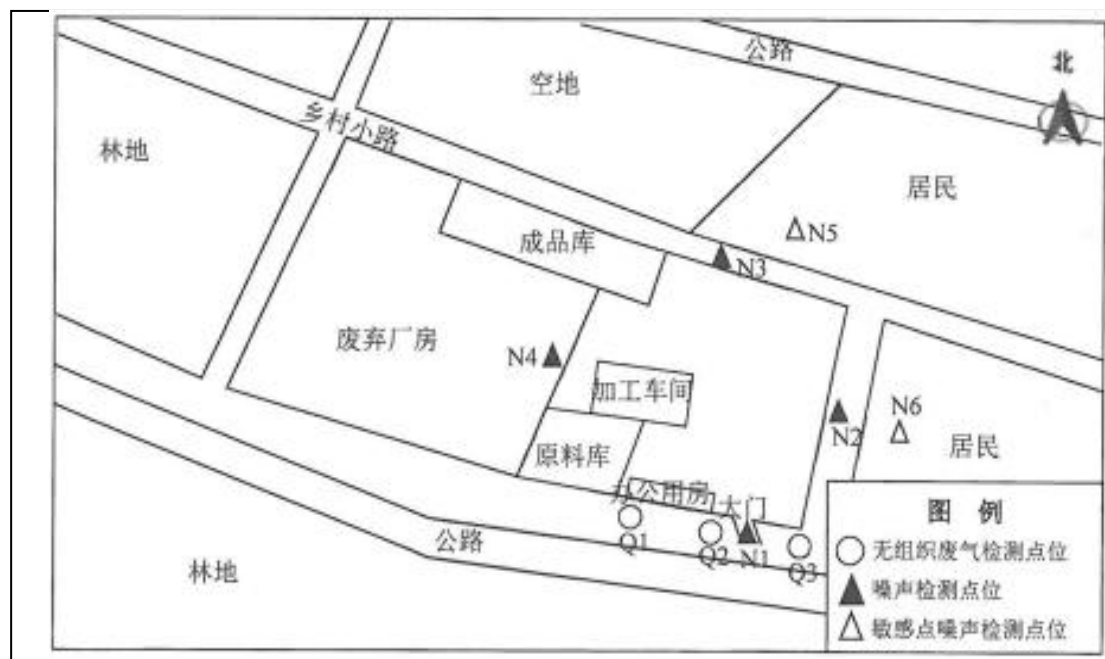 公路
北
空地
乡村小路
林地
居民
N5
成品库
N3
废弃厂房
N4
加工车间
N6
N2
居民
原料库
办公用房
大门
图 例
Q1
Q2
N1
Q3
公路
林地
无组织废气检测点位
噪声检测点位
敏感点噪声检测点位